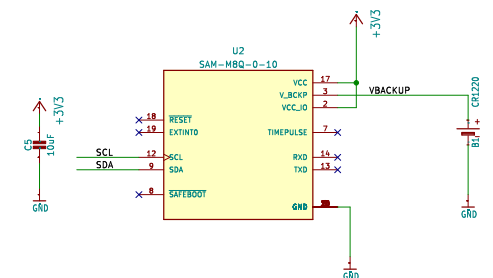 +3V3
U2
SAM-M8Q-0-10
VCC 17
V_BCKP 3
VBACKUP
VCC_IO 2
CR1220
+
B1
+3V3
C5
10uF
18 RESET
19 EXTINT0
TIMEPULSE 7
SCL 12 SCL
RXD 14
SDA 9 SDA
TXD 13
8 SAFEBOOT
GND
GND
GND
GND